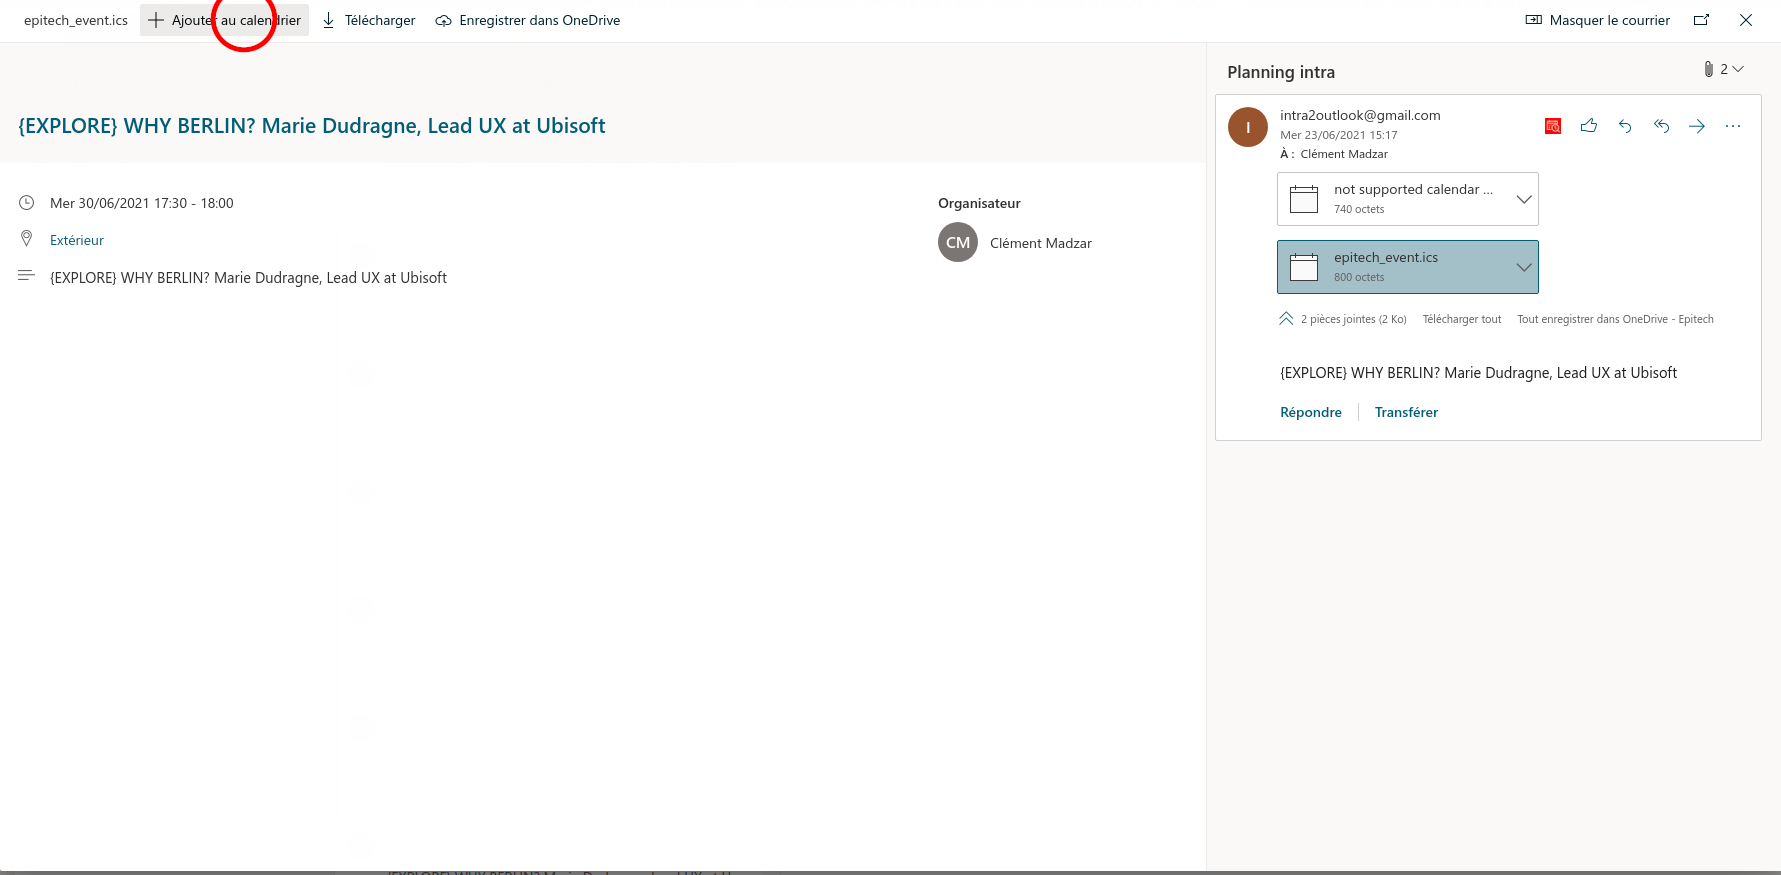 epitech_event.ics
Ajouter au calendrier
Télécharger
Enregistrer dans OneDrive
Masquer le courrier
{EXPLORE} WHY BERLIN? Marie Dudragne, Lead UX at Ubisoft
Mer 30/06/2021 17:30 - 18:00
Extérieur
{EXPLORE} WHY BERLIN? Marie Dudragne, Lead UX at Ubisoft
Organisateur
CM
Clément Madzar
Planning intra
2
I
intra2outlook@gmail.com
Mer 23/06/2021 15:17
À : Clément Madzar
not supported calendar ...
740 octets
epitech_event.ics
800 octets
2 pièces jointes (2 Ko) Télécharger tout Tout enregistrer dans OneDrive - Epitech
{EXPLORE} WHY BERLIN? Marie Dudragne, Lead UX at Ubisoft
Répondre
Transférer